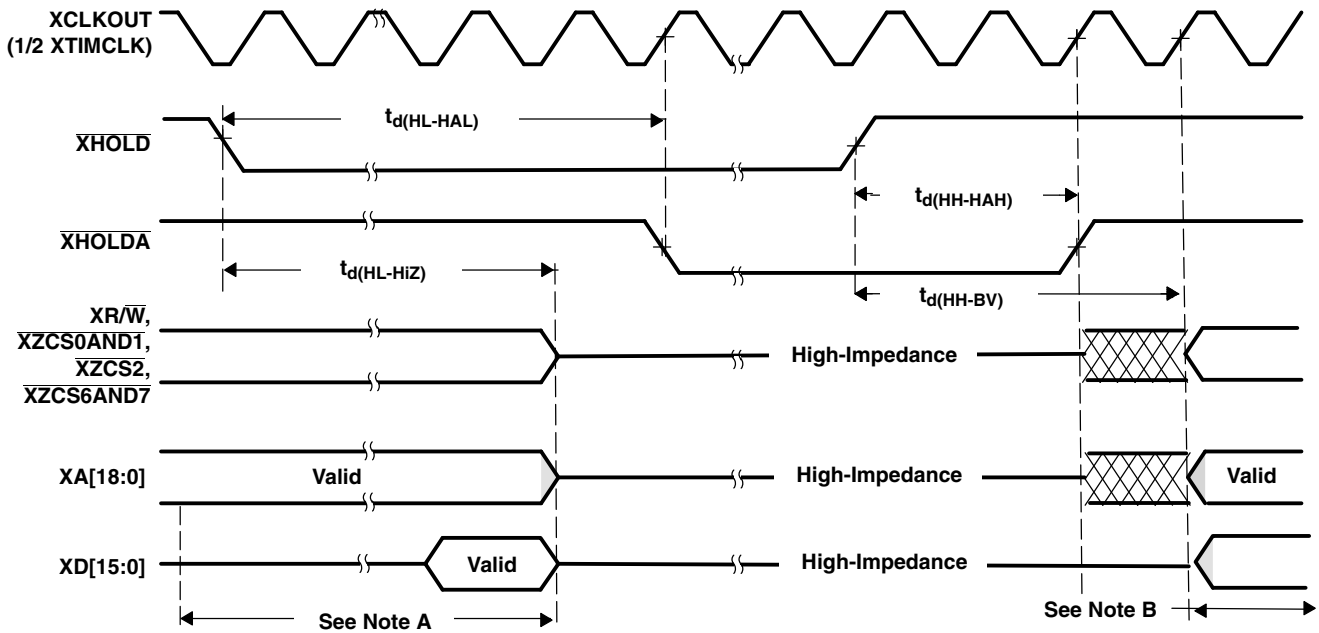 XCLKOUT
(1/2 XTIMCLK)
td(HL-HAL)
XHOLD
td(HH-HAH)
XHOLDA
td(HL-HiZ)
td(HH-BV)
XR/W,
XZCS0AND1,
XZCS2,
XZCS6AND7
High-Impedance
XA[18:0]
Valid
High-Impedance
Valid
XD[15:0]
Valid
High-Impedance
See Note A
See Note B